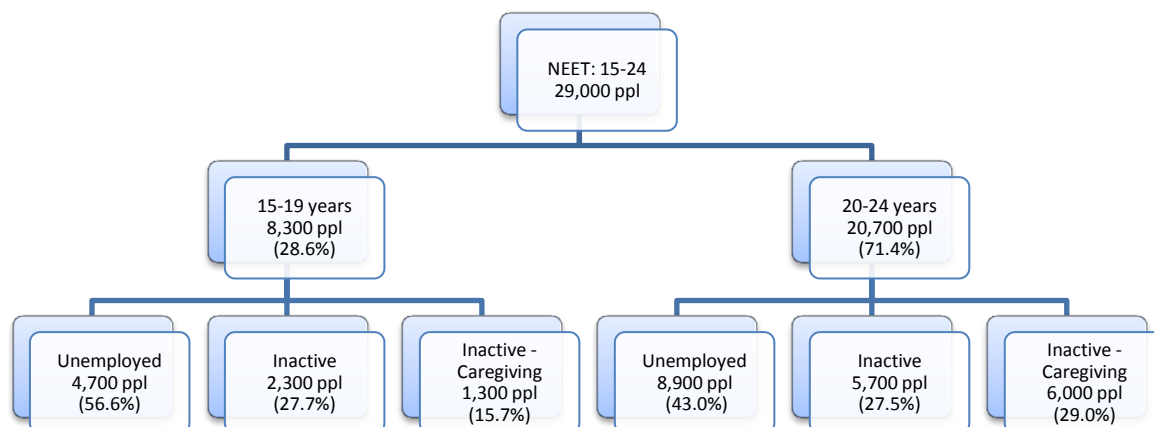 NEET: 15-24
29,000 ppl
15-19 years
8,300 ppl
(28.6%)
20-24 years
20,700 ppl
(71.4%)
Unemployed
4,700 ppl
(56.6%)
Inactive
2,300 ppl
(27.7%)
Inactive -
Caregiving
1,300 ppl
(15.7%)
Unemployed
8,900 ppl
(43.0%)
Inactive
5,700 ppl
(27.5%)
Inactive -
Caregiving
6,000 ppl
(29.0%)